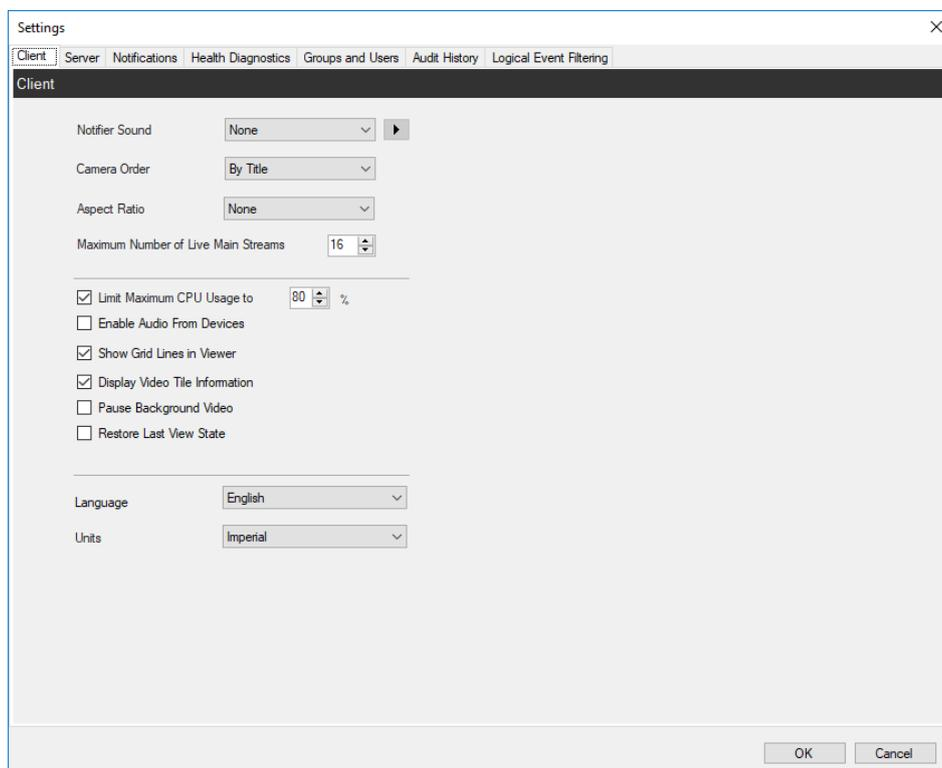 Settings
Client Server Notifications Health Diagnostics Groups and Users Audit History Logical Event Filtering
Client
Notifier Sound None
Camera Order By Title
Aspect Ratio None
Maximum Number of Live Main Streams 16
Limit Maximum CPU Usage to 80 %
Enable Audio From Devices
Show Grid Lines in Viewer
Display Video Tile Information
Pause Background Video
Restore Last View State
Language English
Units Imperial
OK Cancel